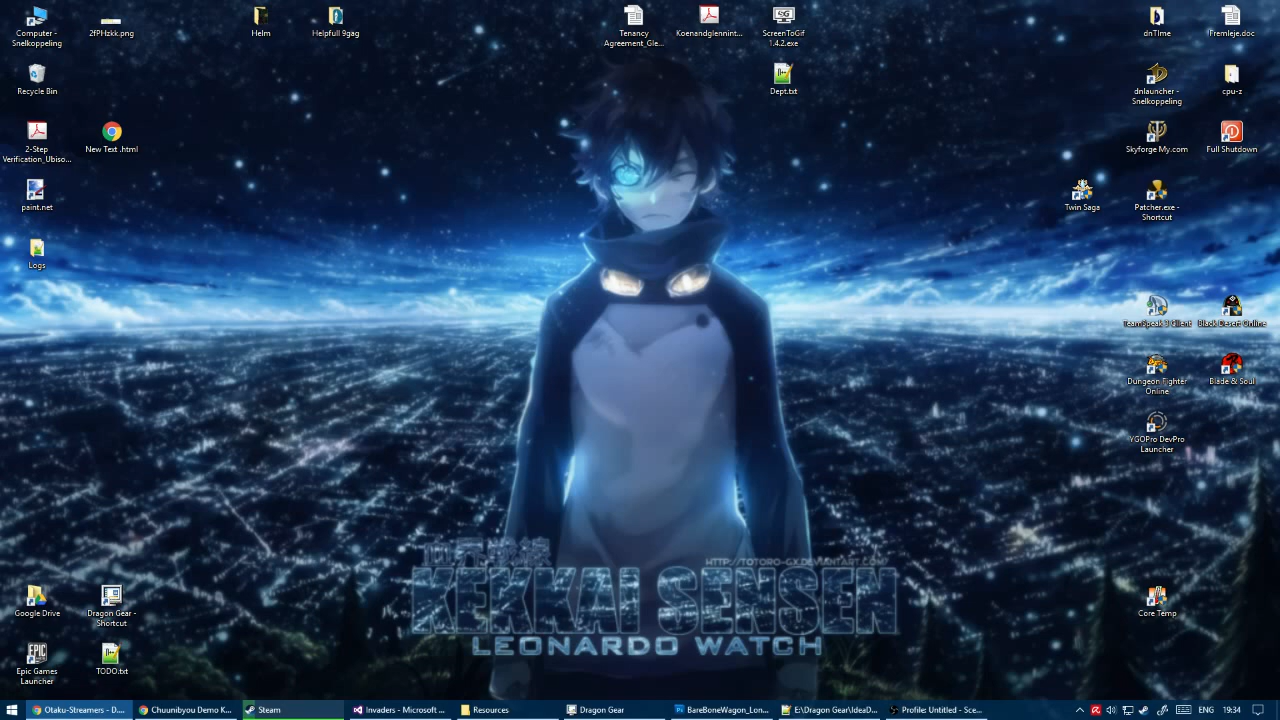 Computer -
Snelkoppeling
2fPHzkk.png
Helm
Helpfull 9gag
Tenancy
Agreement_Gle...
Koenandglennint...
ScreenToGif
1.4.2.exe
dnTIme
Fremleje.doc
Recycle Bin
Dept.txt
dnlauncher -
Snelkoppeling
cpu-z
2-Step
Verification_Ubiso...
New Text .html
Skyforge My.com
Full Shutdown
paint.net
Twin Saga
Patcher.exe -
Shortcut
Logs
TeamSpeak 3 Client
Black Desert Online
Dungeon Fighter
Online
Blade & Soul
YGOPro DevPro
Launcher
HTTP://TOTORO-GX.DEVIANTART.COM
KEKKAI SENSEN
LEONARDO WATCH
Google Drive
Dragon Gear -
Shortcut
Core Temp
EPIC
Epic Games
Launcher
TODO.txt
Otaku-Streamers - D...
Chuunibyou Demo K...
Steam
Invaders - Microsoft ...
Resources
Dragon Gear
BareBoneWagon_Lon...
E:\Dragon Gear\IdeaD...
Profile: Untitled - Sce...
ENG
19:34